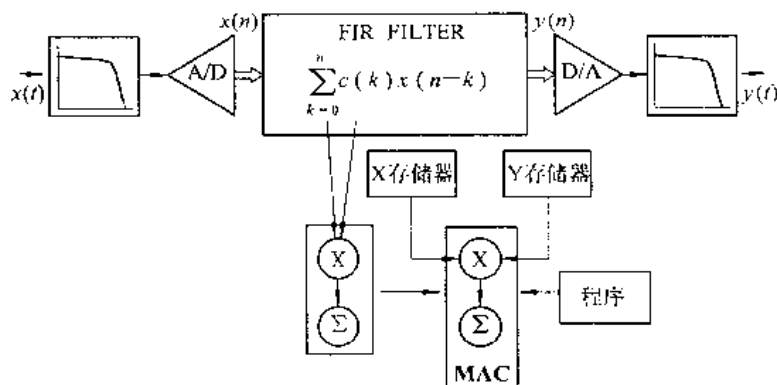 x(n)
FIR FILTER
y(n)
x(t)
A/D
n
∑ c(k)x(n−k)
k=0
D/A
y(t)
X存储器
Y存储器
X
X
程序
Σ
Σ
MAC